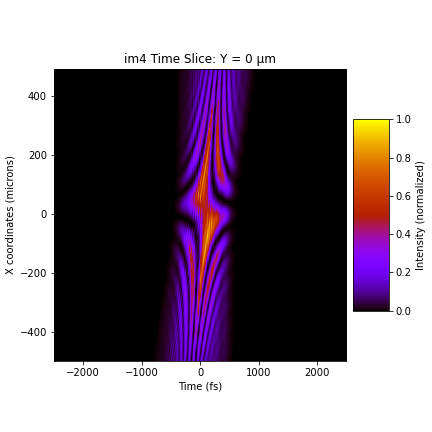 im4 Time Slice: Y = 0 μm
400
200
0
−200
−400
X coordinates (microns)
−2000 −1000 0 1000 2000
Time (fs)
1.0
0.8
0.6
0.4
0.2
0.0
Intensity (normalized)